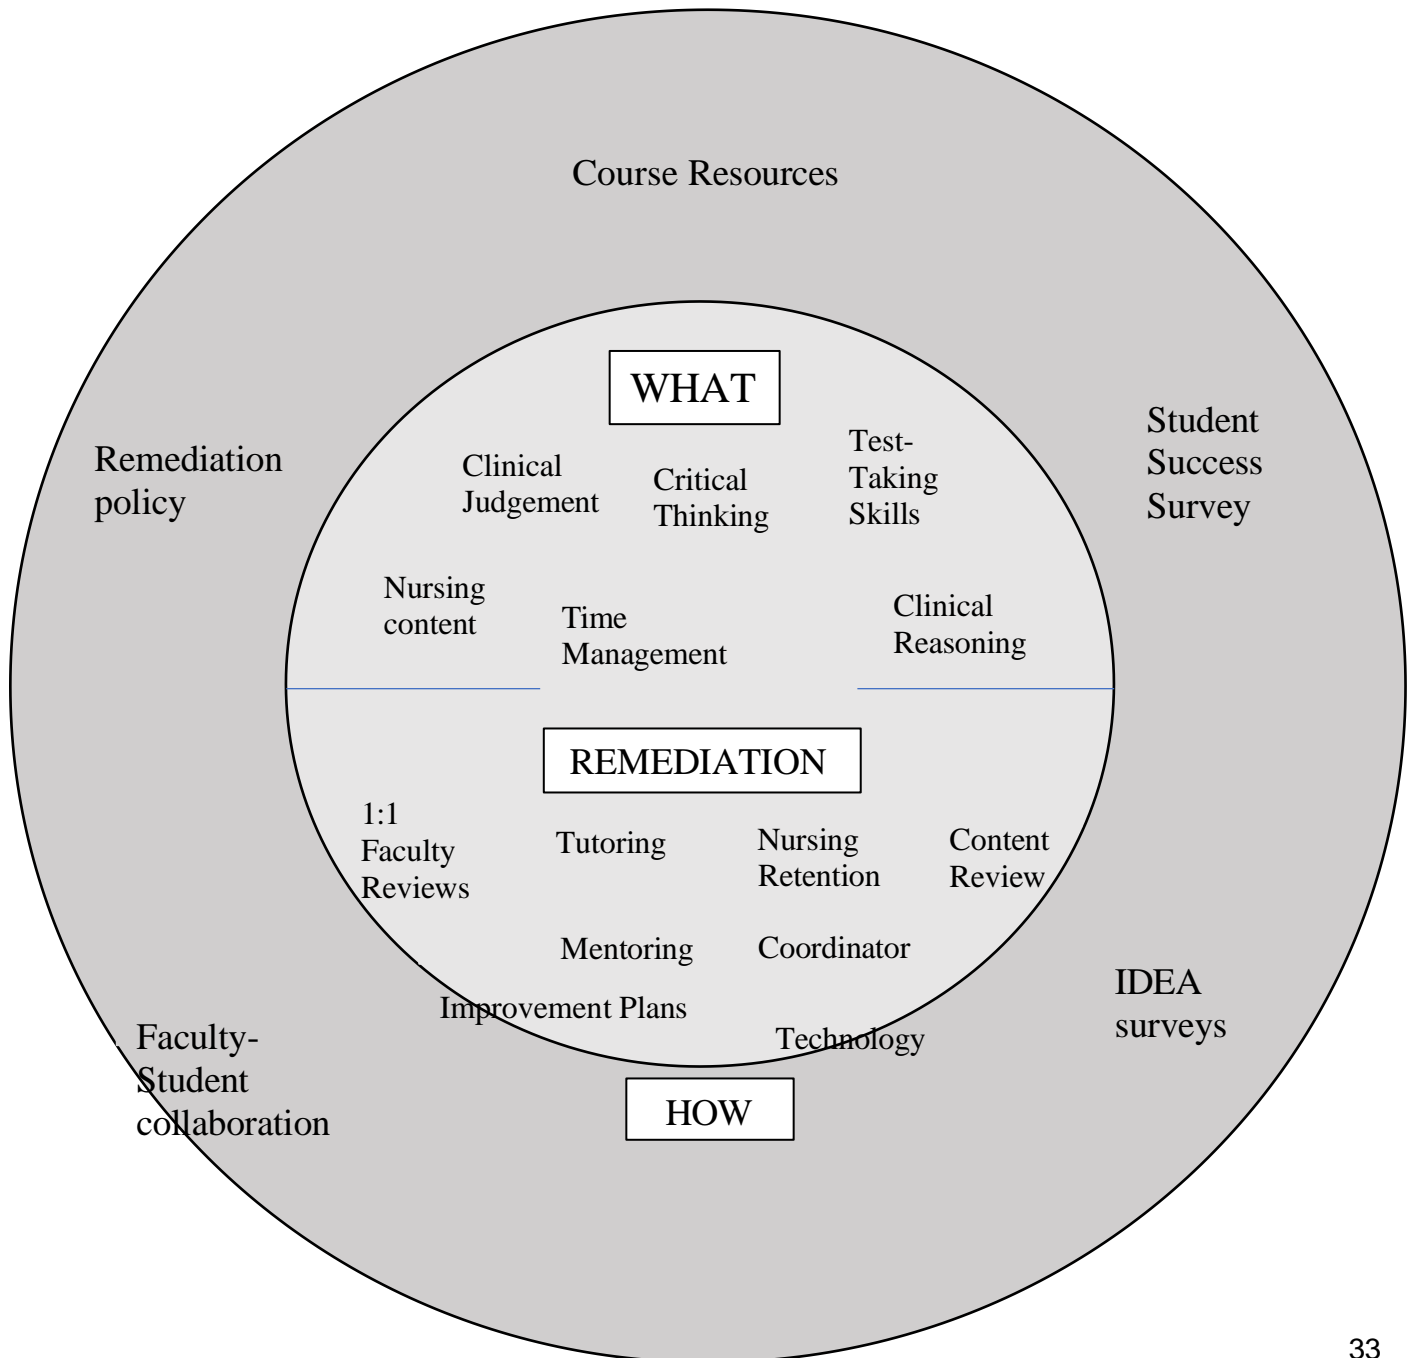 Course Resources
WHAT
Remediation
policy
Clinical
Judgement
Critical
Thinking
Test-
Taking
Skills
Student
Success
Survey
Nursing
content
Time
Management
Clinical
Reasoning
REMEDIATION
1:1
Faculty
Reviews
Tutoring
Nursing
Retention
Content
Review
Mentoring
Coordinator
Improvement Plans
Technology
IDEA
surveys
Faculty-
Student
collaboration
HOW
33